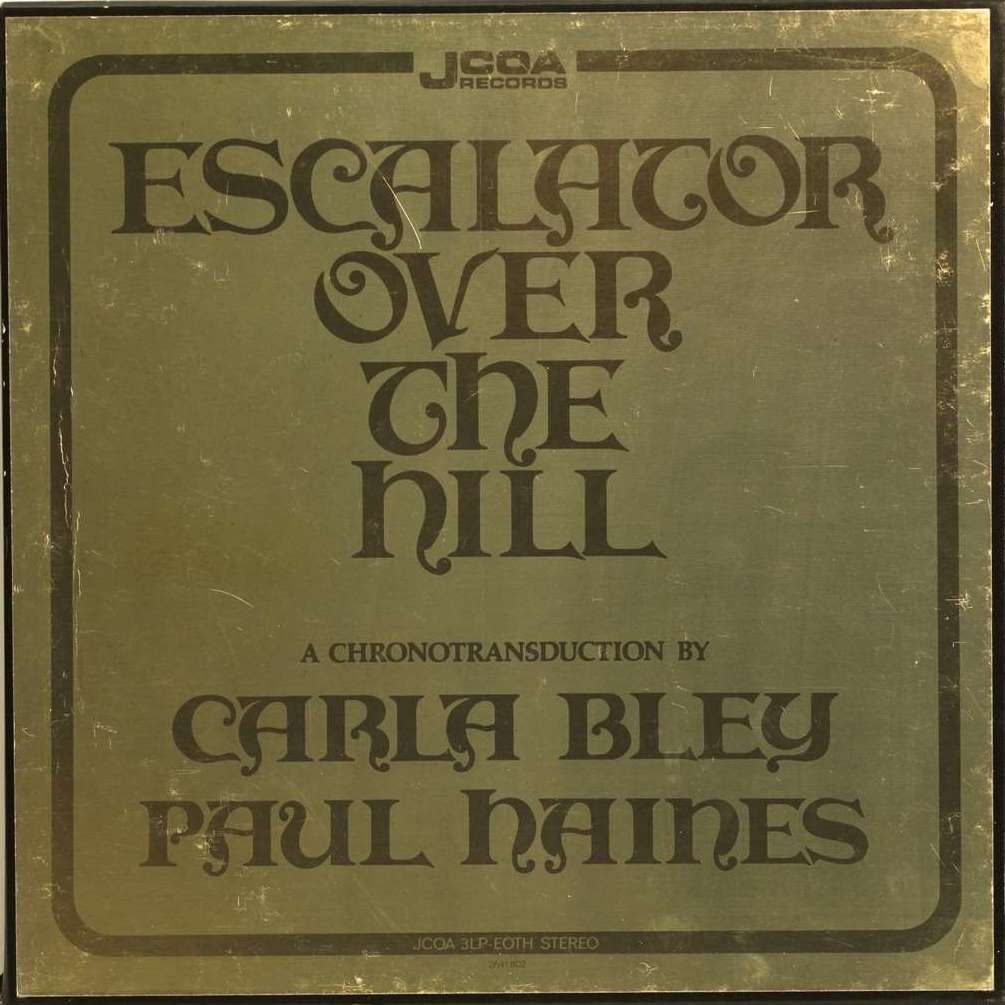 JCOA
RECORDS
ESCALATOR
OVER
THE
HILL
A CHRONOTRANSDUCTION BY
CARLA BLEY
PAUL HAINES
JCOA 3LP-EOTH STEREO